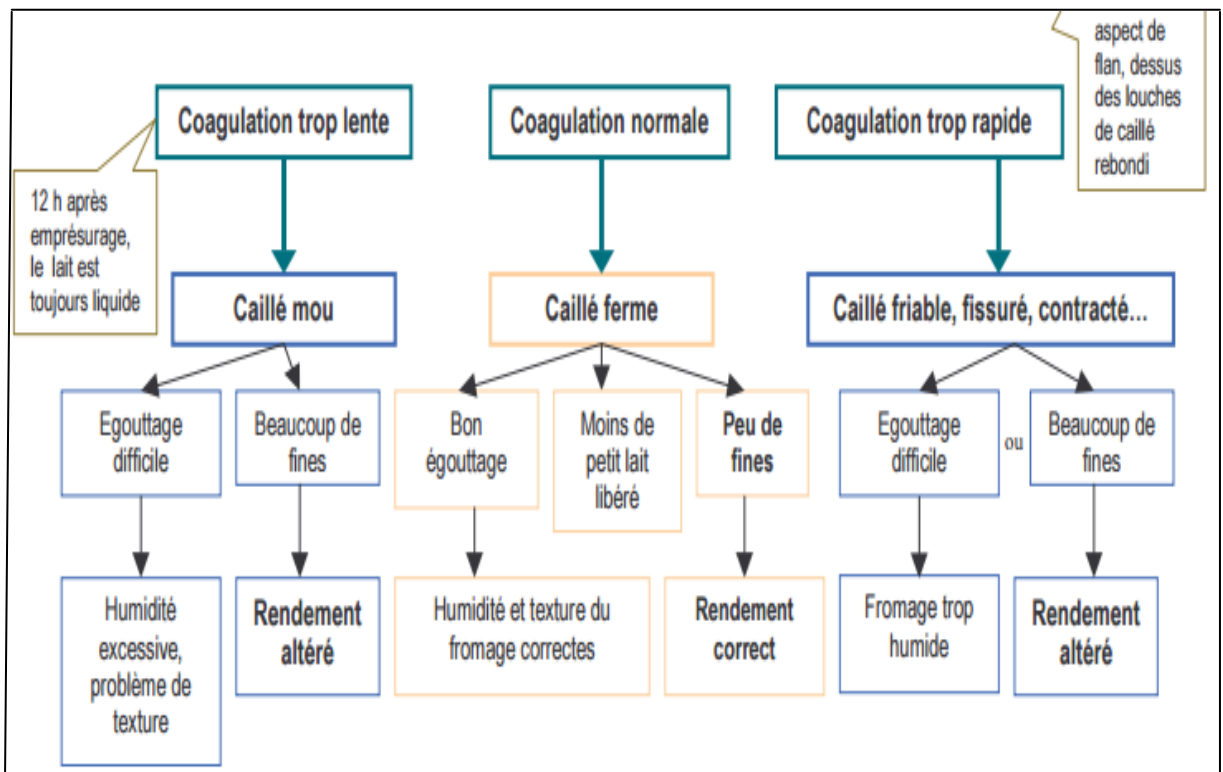 aspect de
flan, dessus
des louches
de caillé
rebondi
Coagulation trop lente
Coagulation normale
Coagulation trop rapide
12 h après
emprésurage,
le lait est
toujours liquide
Caillé mou
Caillé ferme
Caillé friable, fissuré, contracté…
Egouttage
difficile
Beaucoup de
fines
Bon
égouttage
Moins de
petit lait
libéré
Peu de
fines
Egouttage
difficile
ou
Beaucoup de
fines
Humidité
excessive,
problème de
texture
Rendement
altéré
Humidité et texture du
fromage correctes
Rendement
correct
Fromage trop
humide
Rendement
altéré